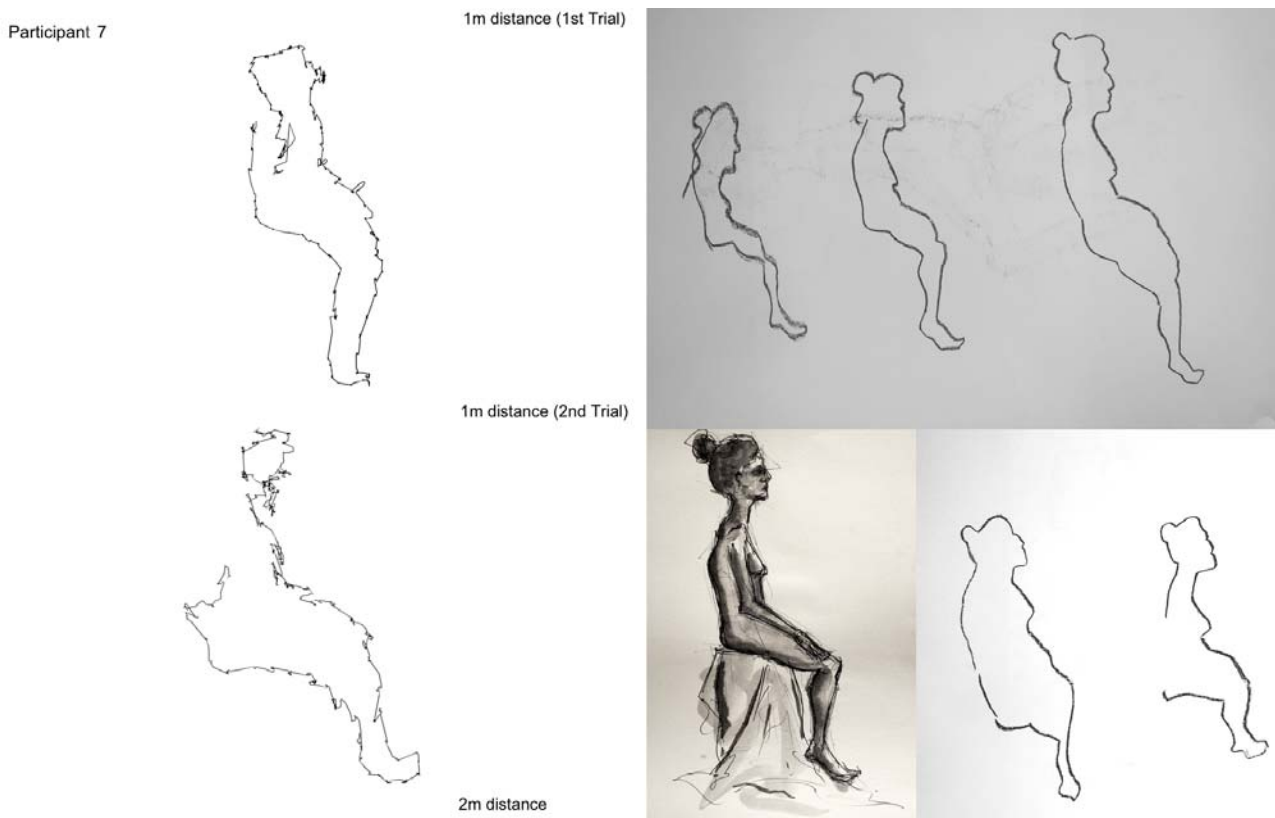 1m distance (1st Trial)
Participant 7
1m distance (2nd Trial)
2m distance